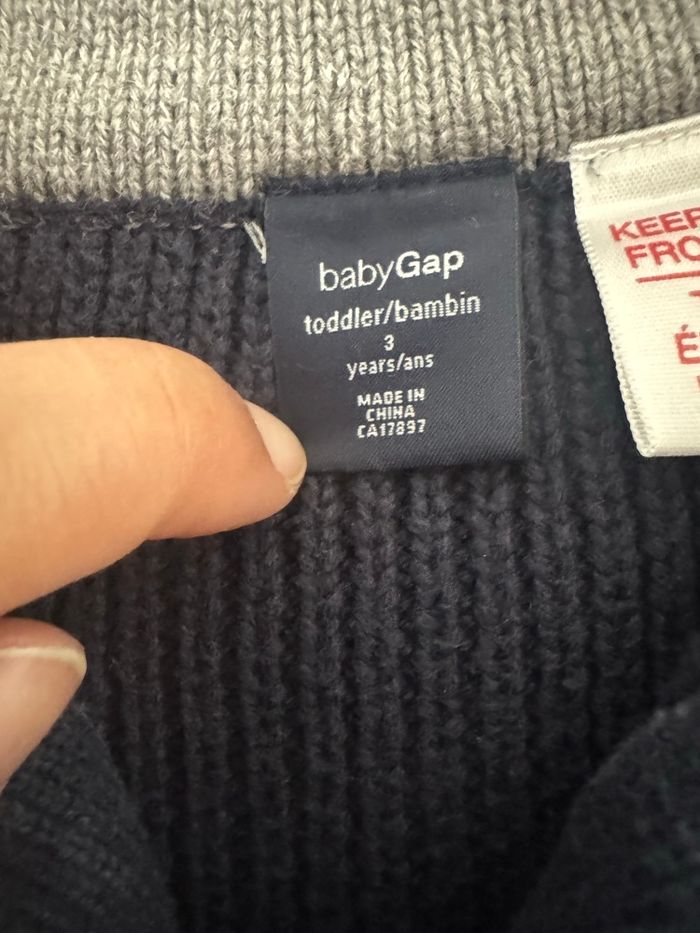 babyGap
toddler/bambin
3
years/ans
MADE IN
CHINA
CA17897
KEEP
FRO
É